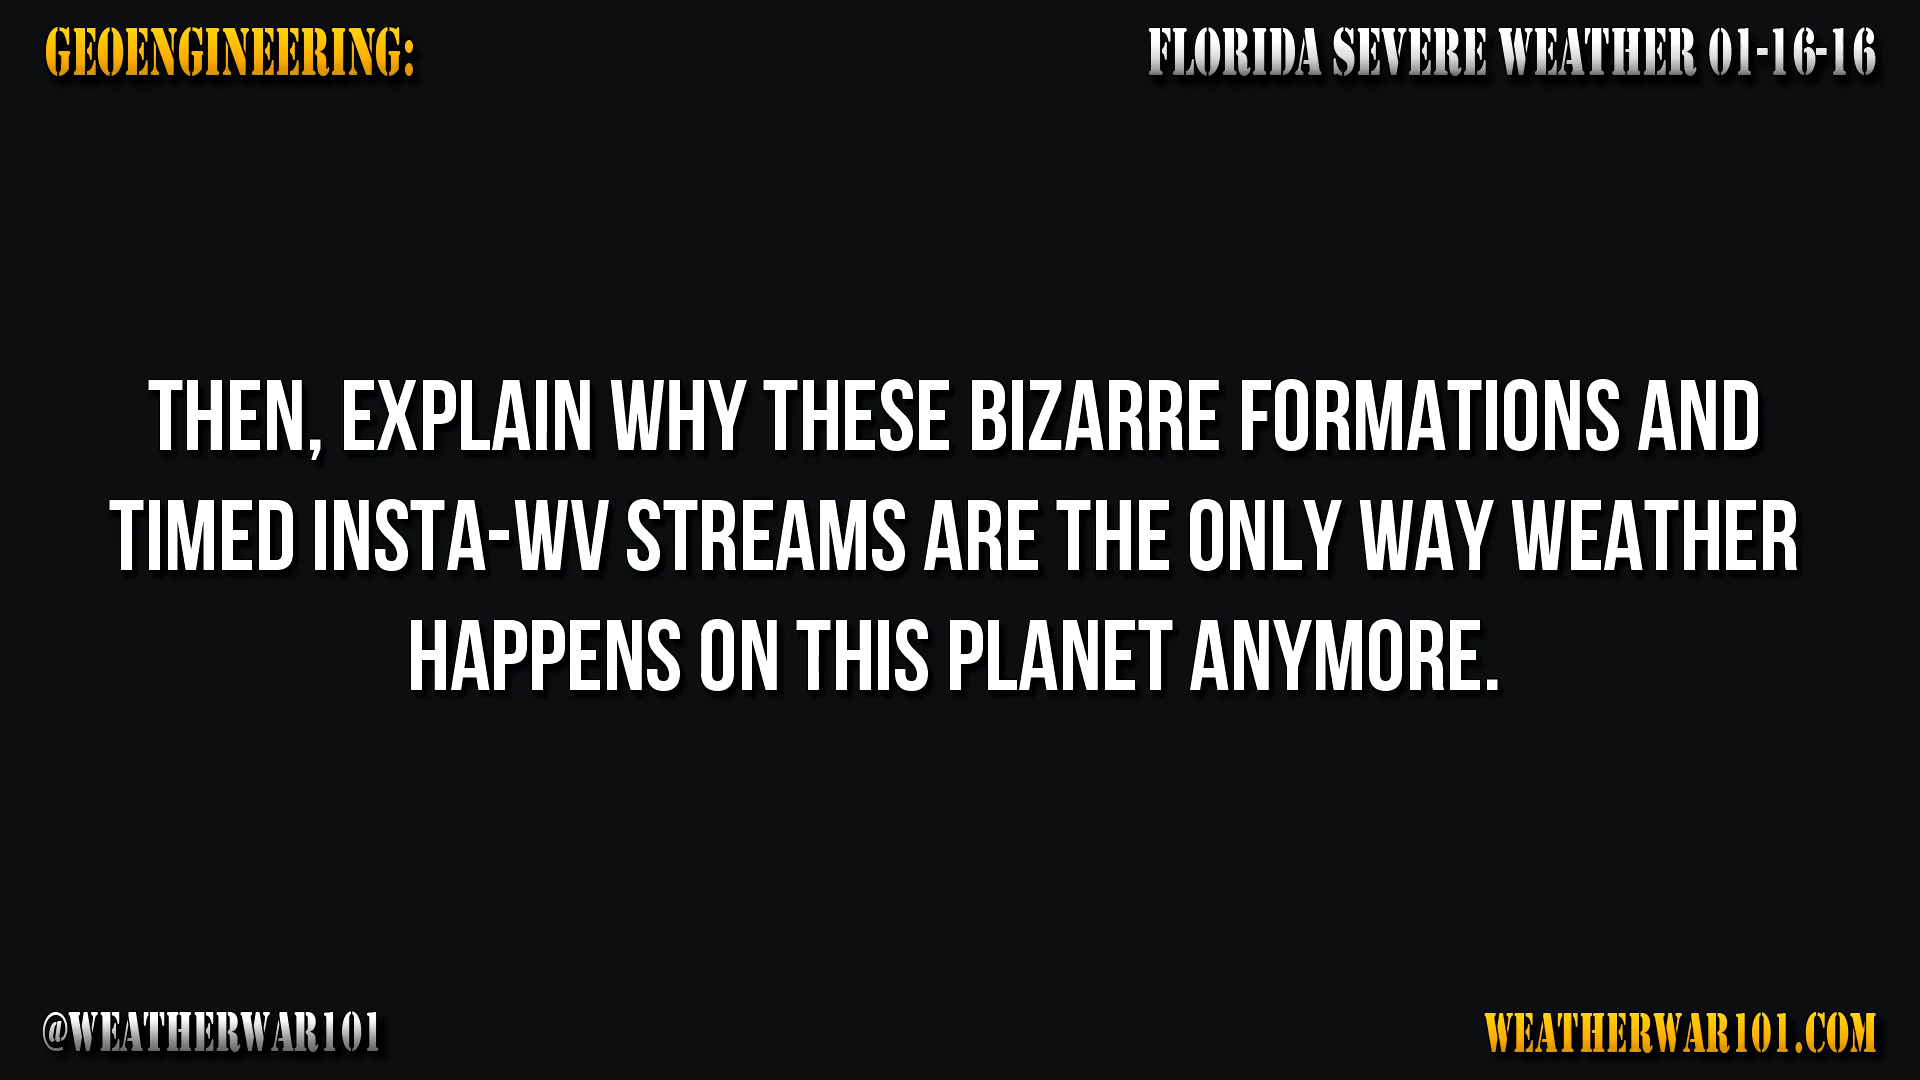 GEOENGINEERING:
FLORIDA SEVERE WEATHER 01-16-16
THEN, EXPLAIN WHY THESE BIZARRE FORMATIONS AND
TIMED INSTA-WV STREAMS ARE THE ONLY WAY WEATHER
HAPPENS ON THIS PLANET ANYMORE.
@WEATHERWAR101
WEATHERWAR101.COM